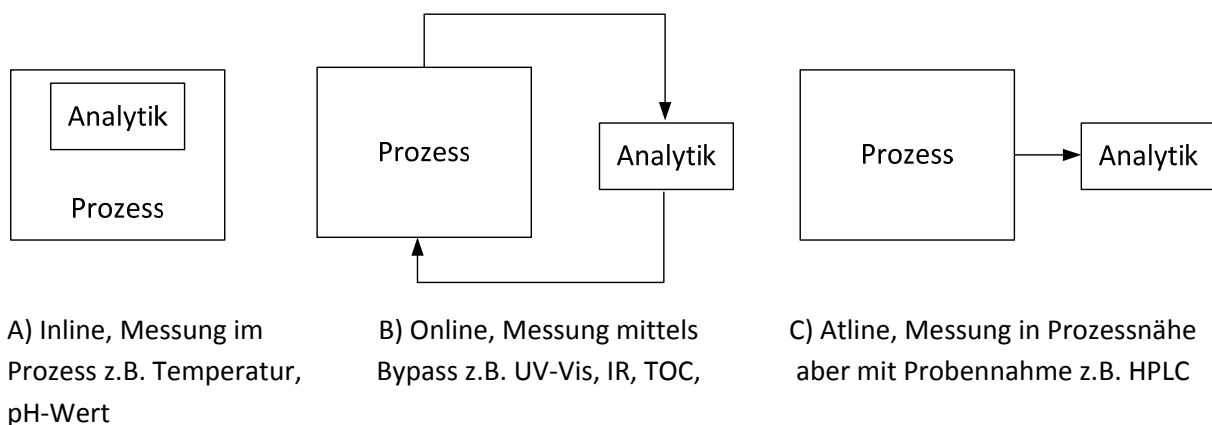 Analytik
Prozess
Prozess
Analytik
Prozess
Analytik
A) Inline, Messung im
Prozess z.B. Temperatur,
pH-Wert
B) Online, Messung mittels
Bypass z.B. UV-Vis, IR, TOC,
C) Atline, Messung in Prozessnähe
aber mit Probennahme z.B. HPLC